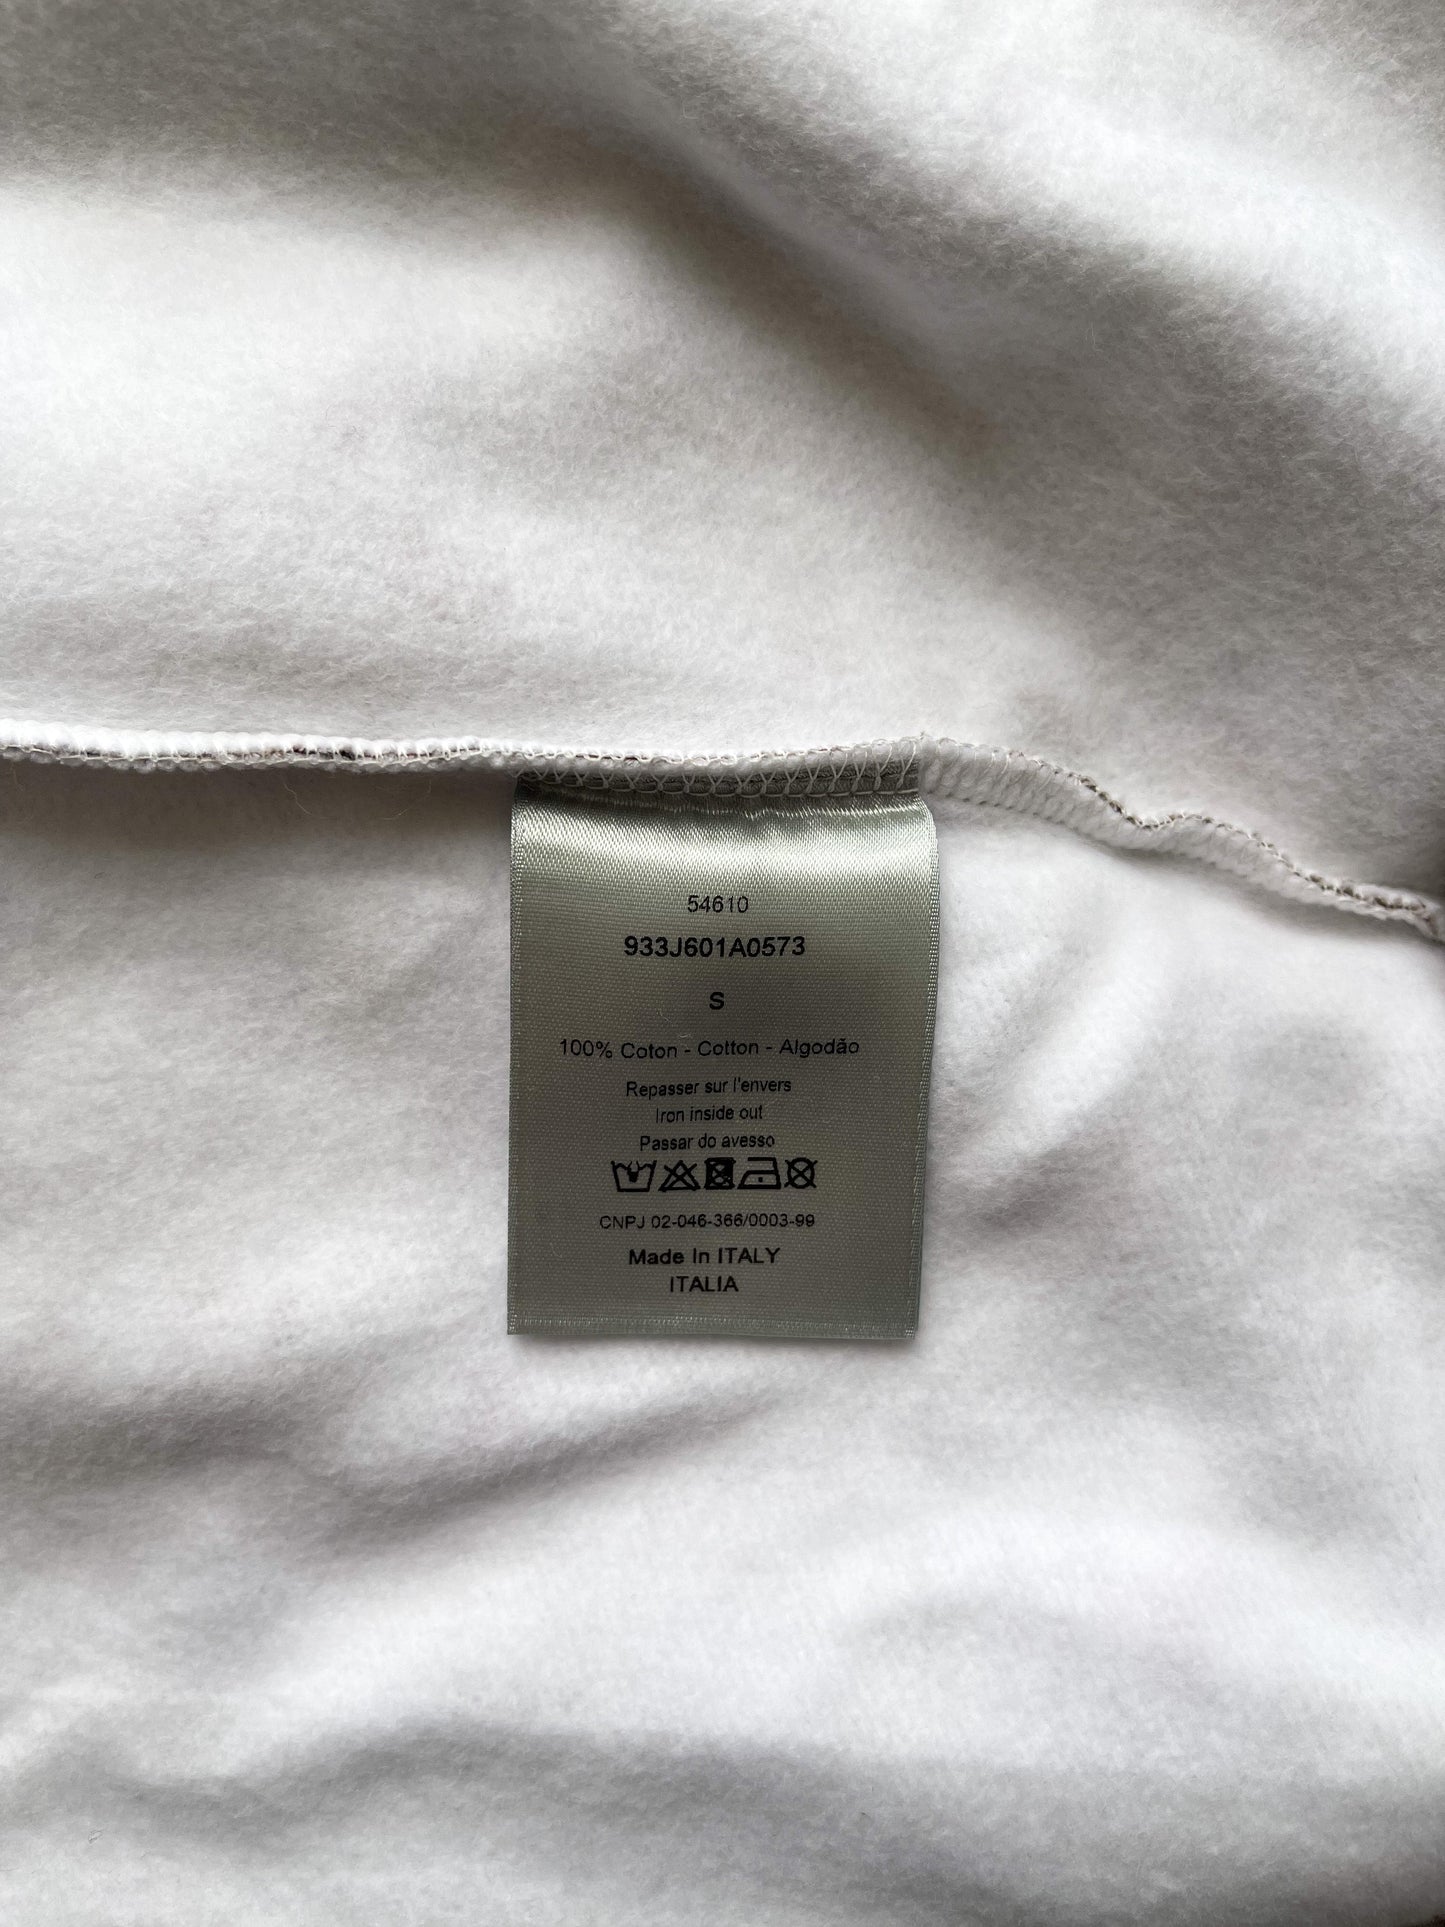 54610
933J601A0573
S
100% Coton - Cotton - Algodão
Repasser sur l'envers
Iron inside out
Passar do avesso
CNPJ 02-046-366/0003-99
Made In ITALY
ITALIA